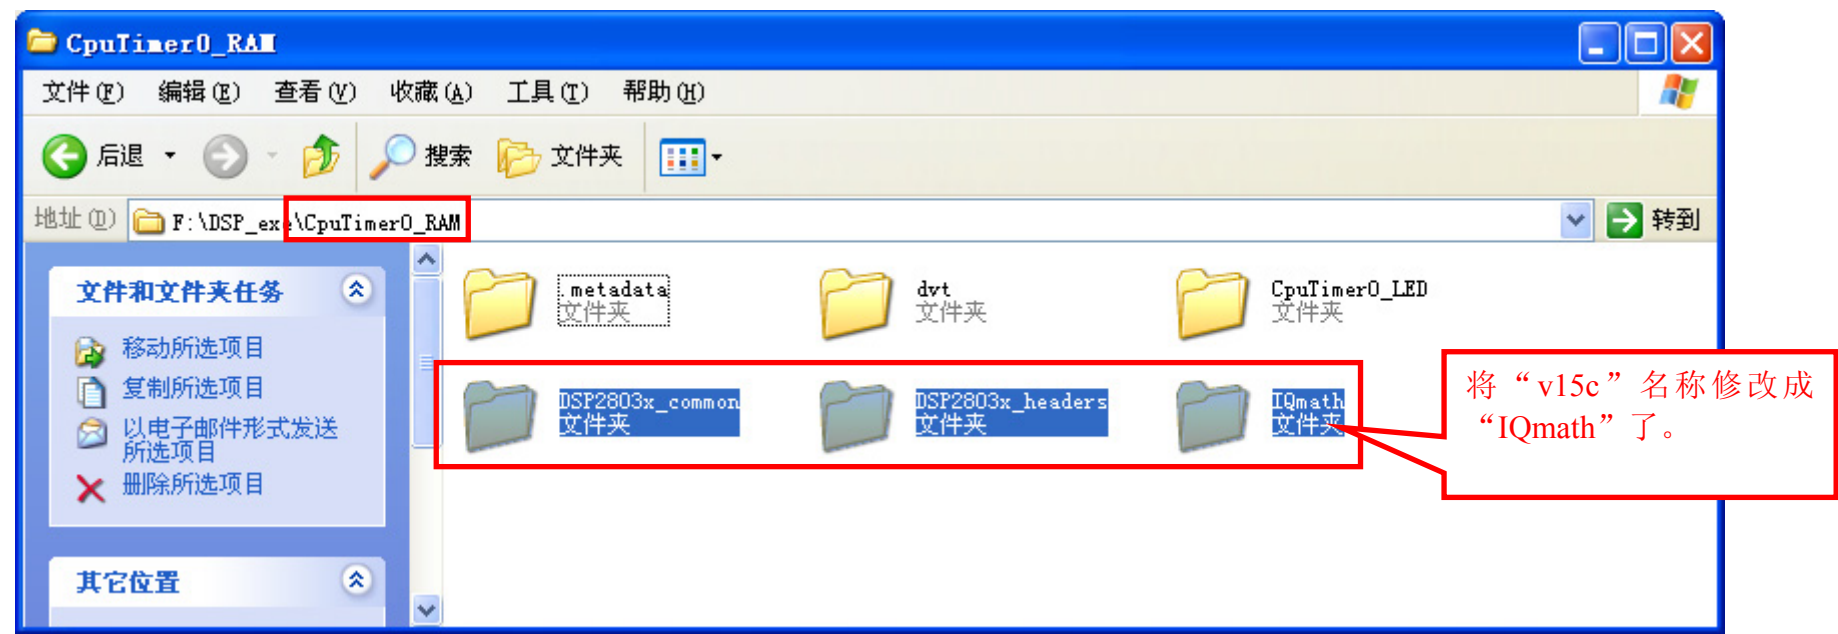 CpuTimer0_RAM
文件(F) 编辑(E) 查看(V) 收藏(A) 工具(T) 帮助(H)
后退 搜索 文件夹
地址(D) F:\DSP_exe\CpuTimer0_RAM 转到
文件和文件夹任务
移动所选项目
复制所选项目
以电子邮件形式发送
所选项目
删除所选项目
其它位置
.metadata
文件夹
dvt
文件夹
CpuTimer0_LED
文件夹
DSP2803x_common
文件夹
DSP2803x_headers
文件夹
IQmath
文件夹
将“v15c”名称修改成
“IQmath”了。